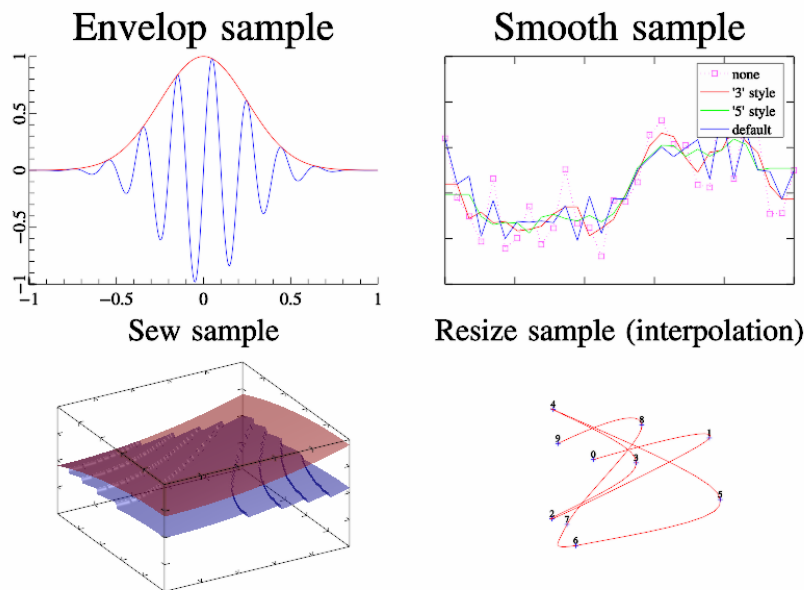 Envelop sample
Smooth sample
1
0.5
0
−0.5
−1
−1
−0.5
0
0.5
1
none
'3' style
'5' style
default
Sew sample
Resize sample (interpolation)
4
8
1
9
0
3
5
2
7
6